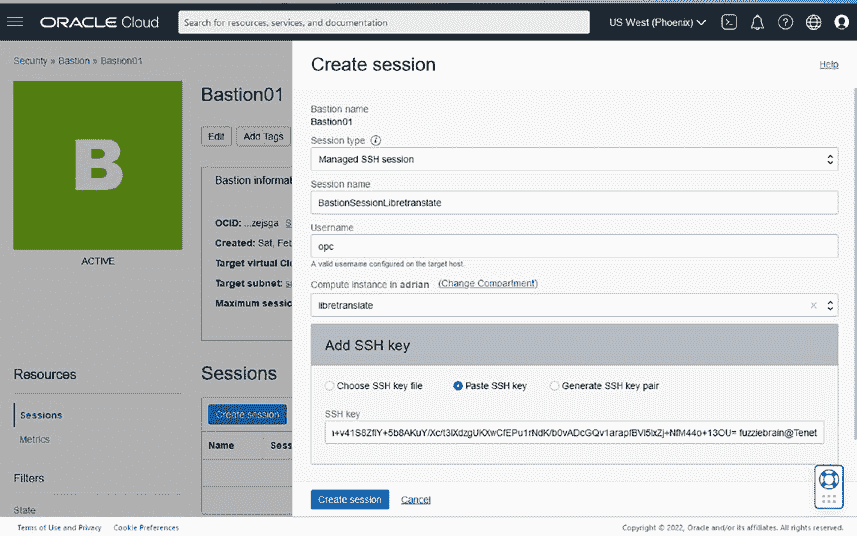 ORACLE Cloud
Search for resources, services, and documentation
US West (Phoenix)
Security » Bastion » Bastion01
B
ACTIVE
Resources
Sessions
Metrics
Filters
State
Bastion01
Edit
Add Tags
Bastion informat
OCID: ...zejsga
Created: Sat, Feb
Target virtual Clo
Target subnet:
Maximum sessio
Sessions
Create session
Name Sess
Create session
Help
Bastion name
Bastion01
Session type
Managed SSH session
Session name
BastionSessionLibretranslate
Username
opc
A valid username configured on the target host.
Compute instance in adrian (Change Compartment)
libretranslate
Add SSH key
Choose SSH key file
Paste SSH key
Generate SSH key pair
SSH key
fuzziebrain@Tenet
Create session
Cancel
Terms of Use and Privacy Cookie Preferences
Copyright © 2022, Oracle and/or its affiliates. All rights reserved.